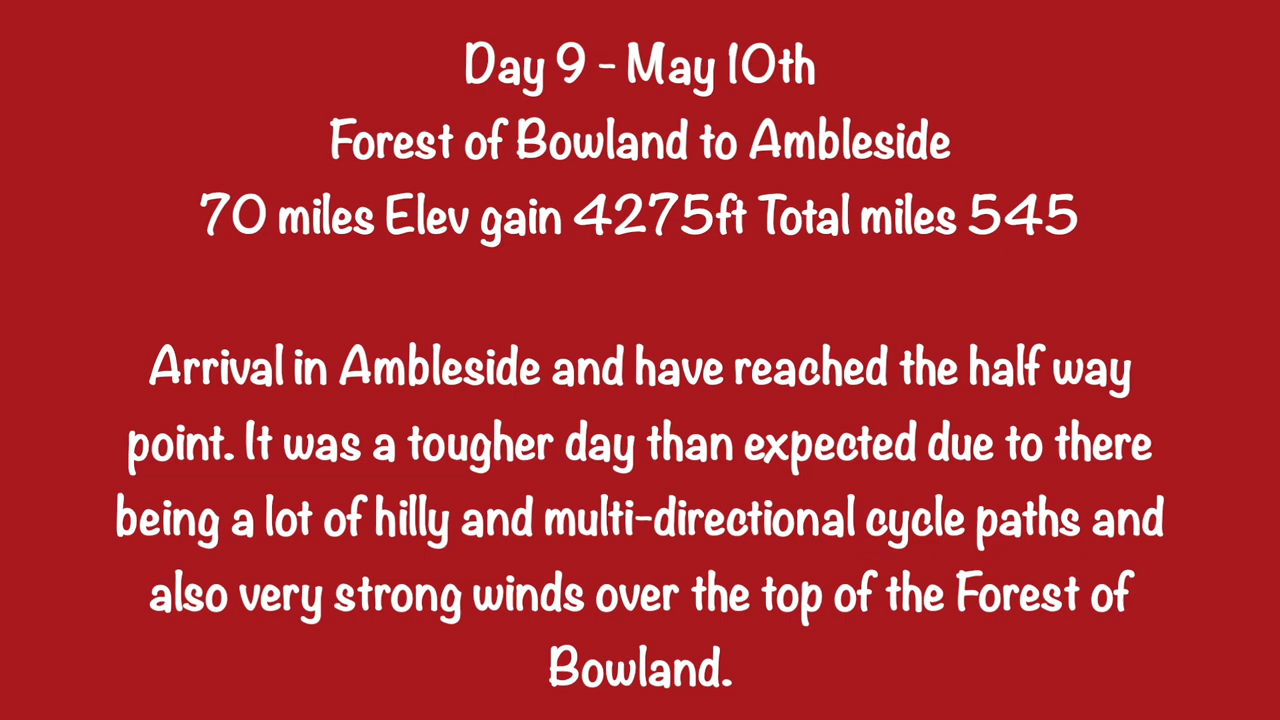 Day 9 - May 10th
Forest of Bowland to Ambleside
70 miles Elev gain 4275ft Total miles 545
Arrival in Ambleside and have reached the half way
point. It was a tougher day than expected due to there
being a lot of hilly and multi-directional cycle paths and
also very strong winds over the top of the Forest of
Bowland.